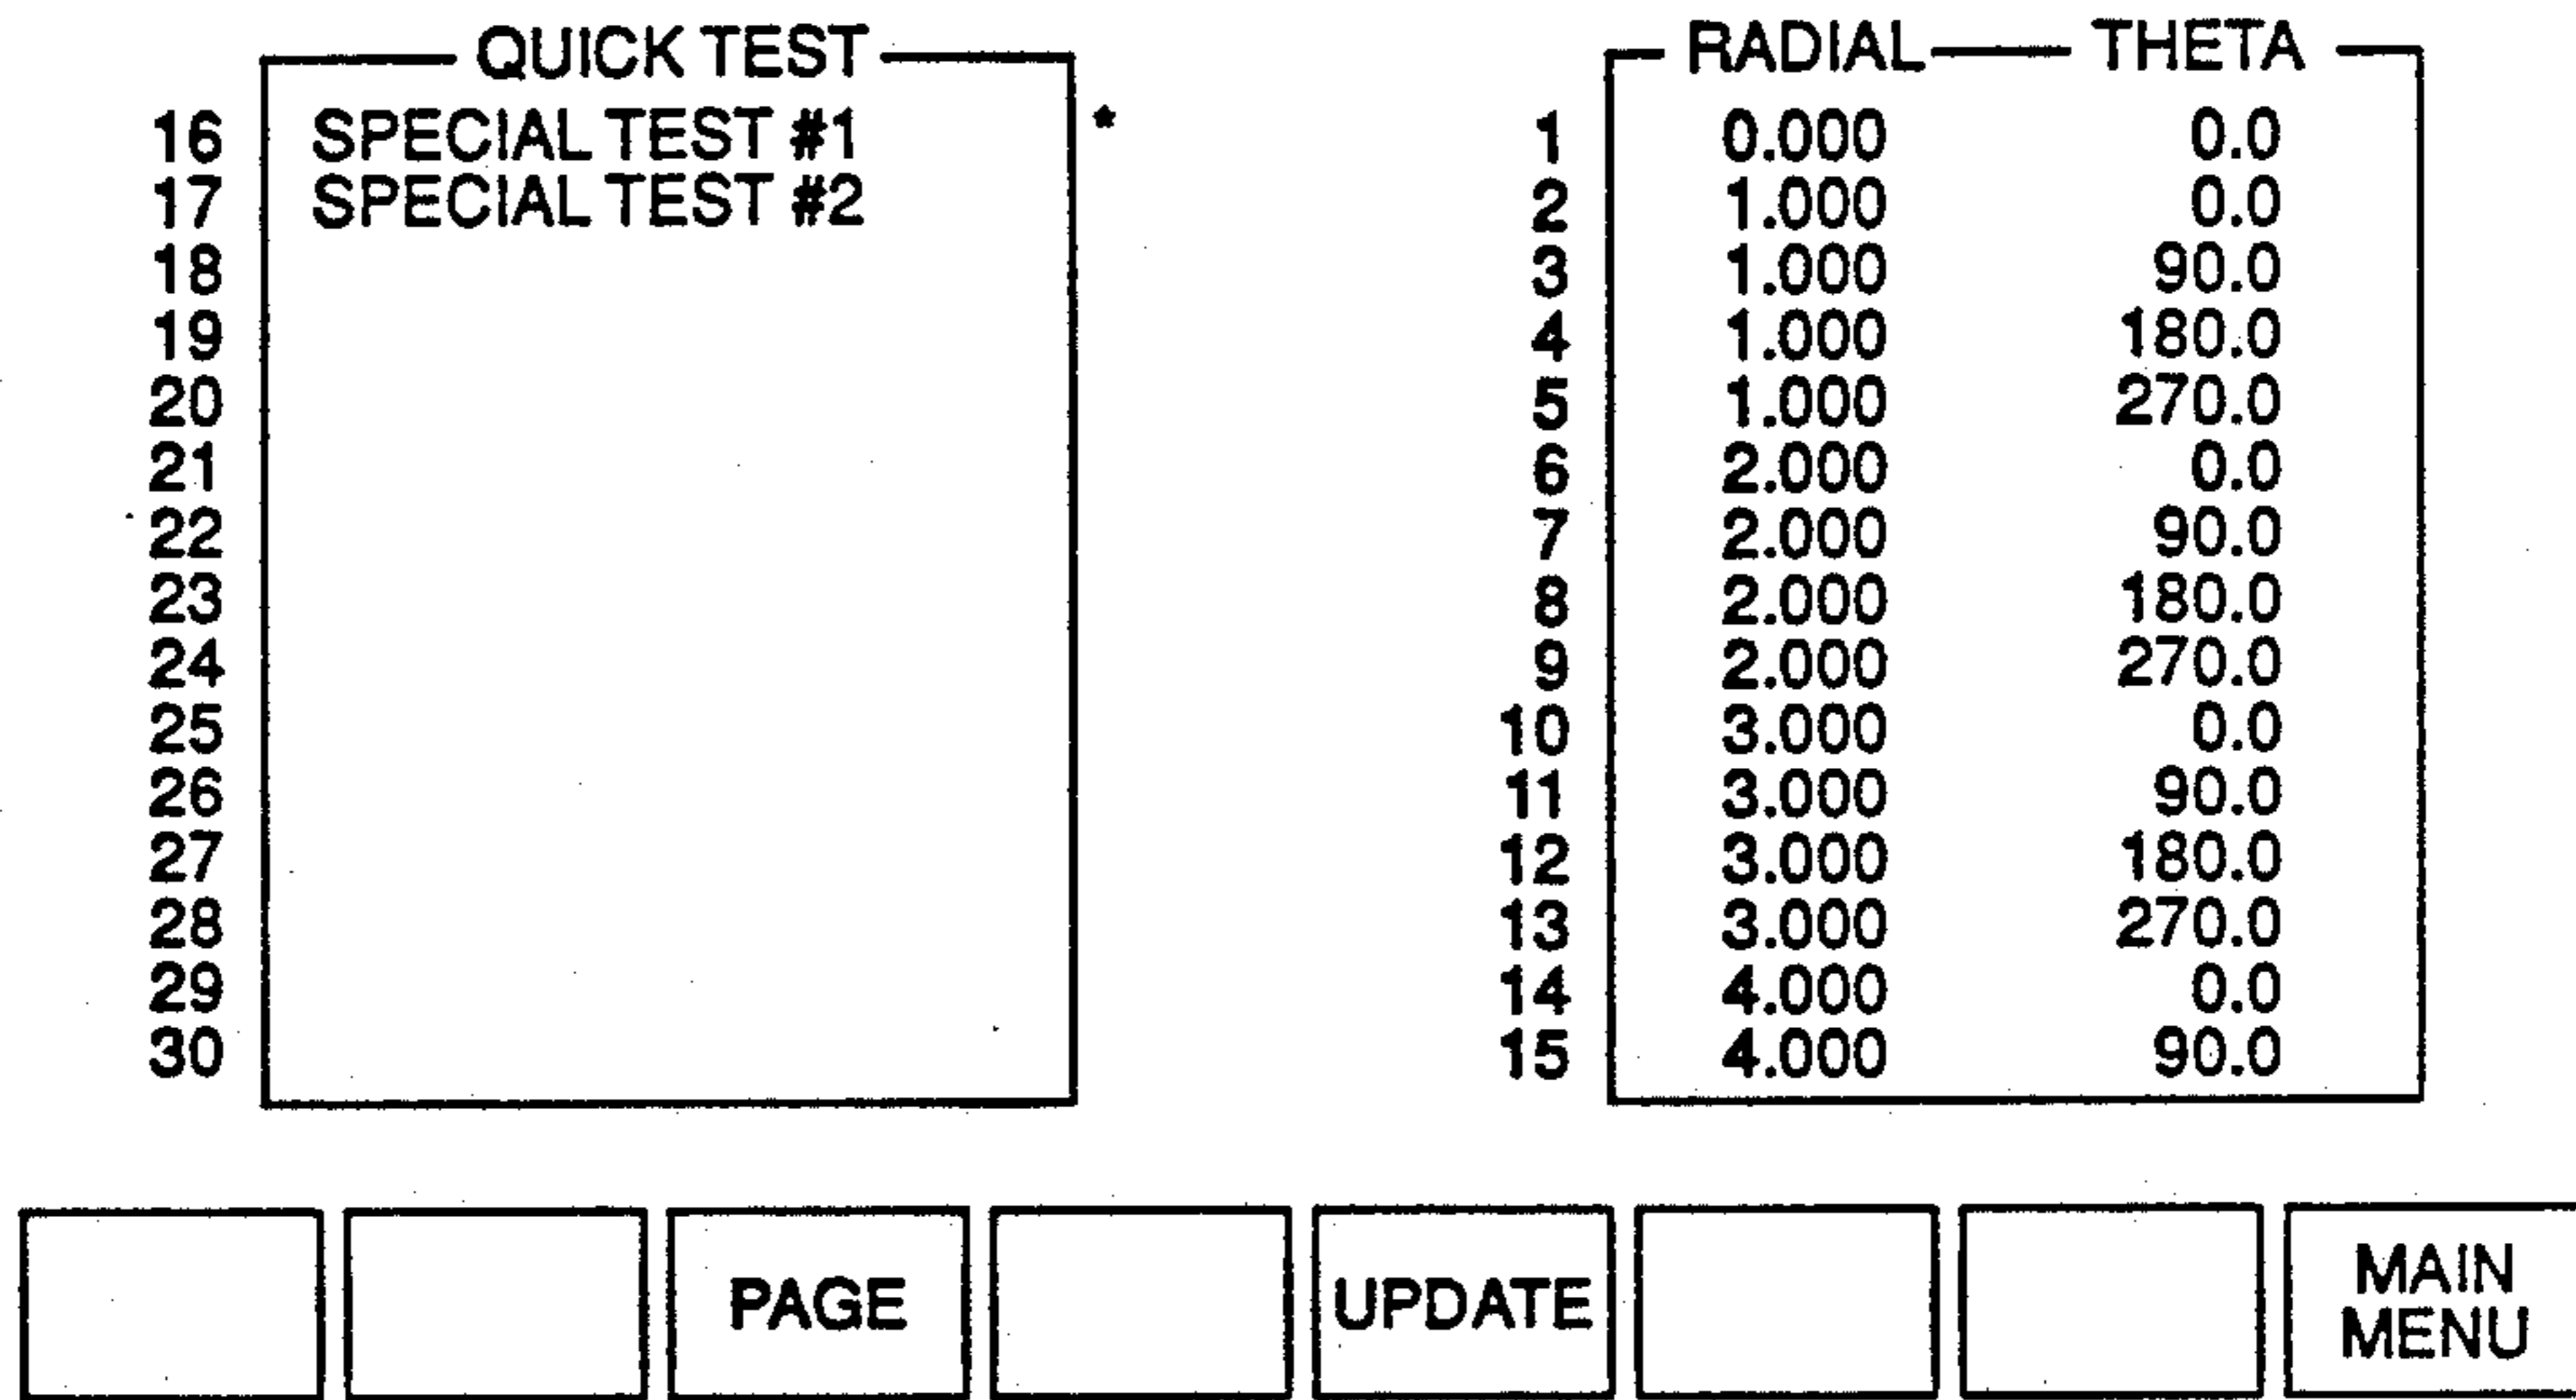 QUICK TEST
16 SPECIAL TEST #1 *
17 SPECIAL TEST #2
18
19
20
21
22
23
24
25
26
27
28
29
30
RADIAL THETA
1 0.000 0.0
2 1.000 0.0
3 1.000 90.0
4 1.000 180.0
5 1.000 270.0
6 2.000 0.0
7 2.000 90.0
8 2.000 180.0
9 2.000 270.0
10 3.000 0.0
11 3.000 90.0
12 3.000 180.0
13 3.000 270.0
14 4.000 0.0
15 4.000 90.0
PAGE
UPDATE
MAIN
MENU